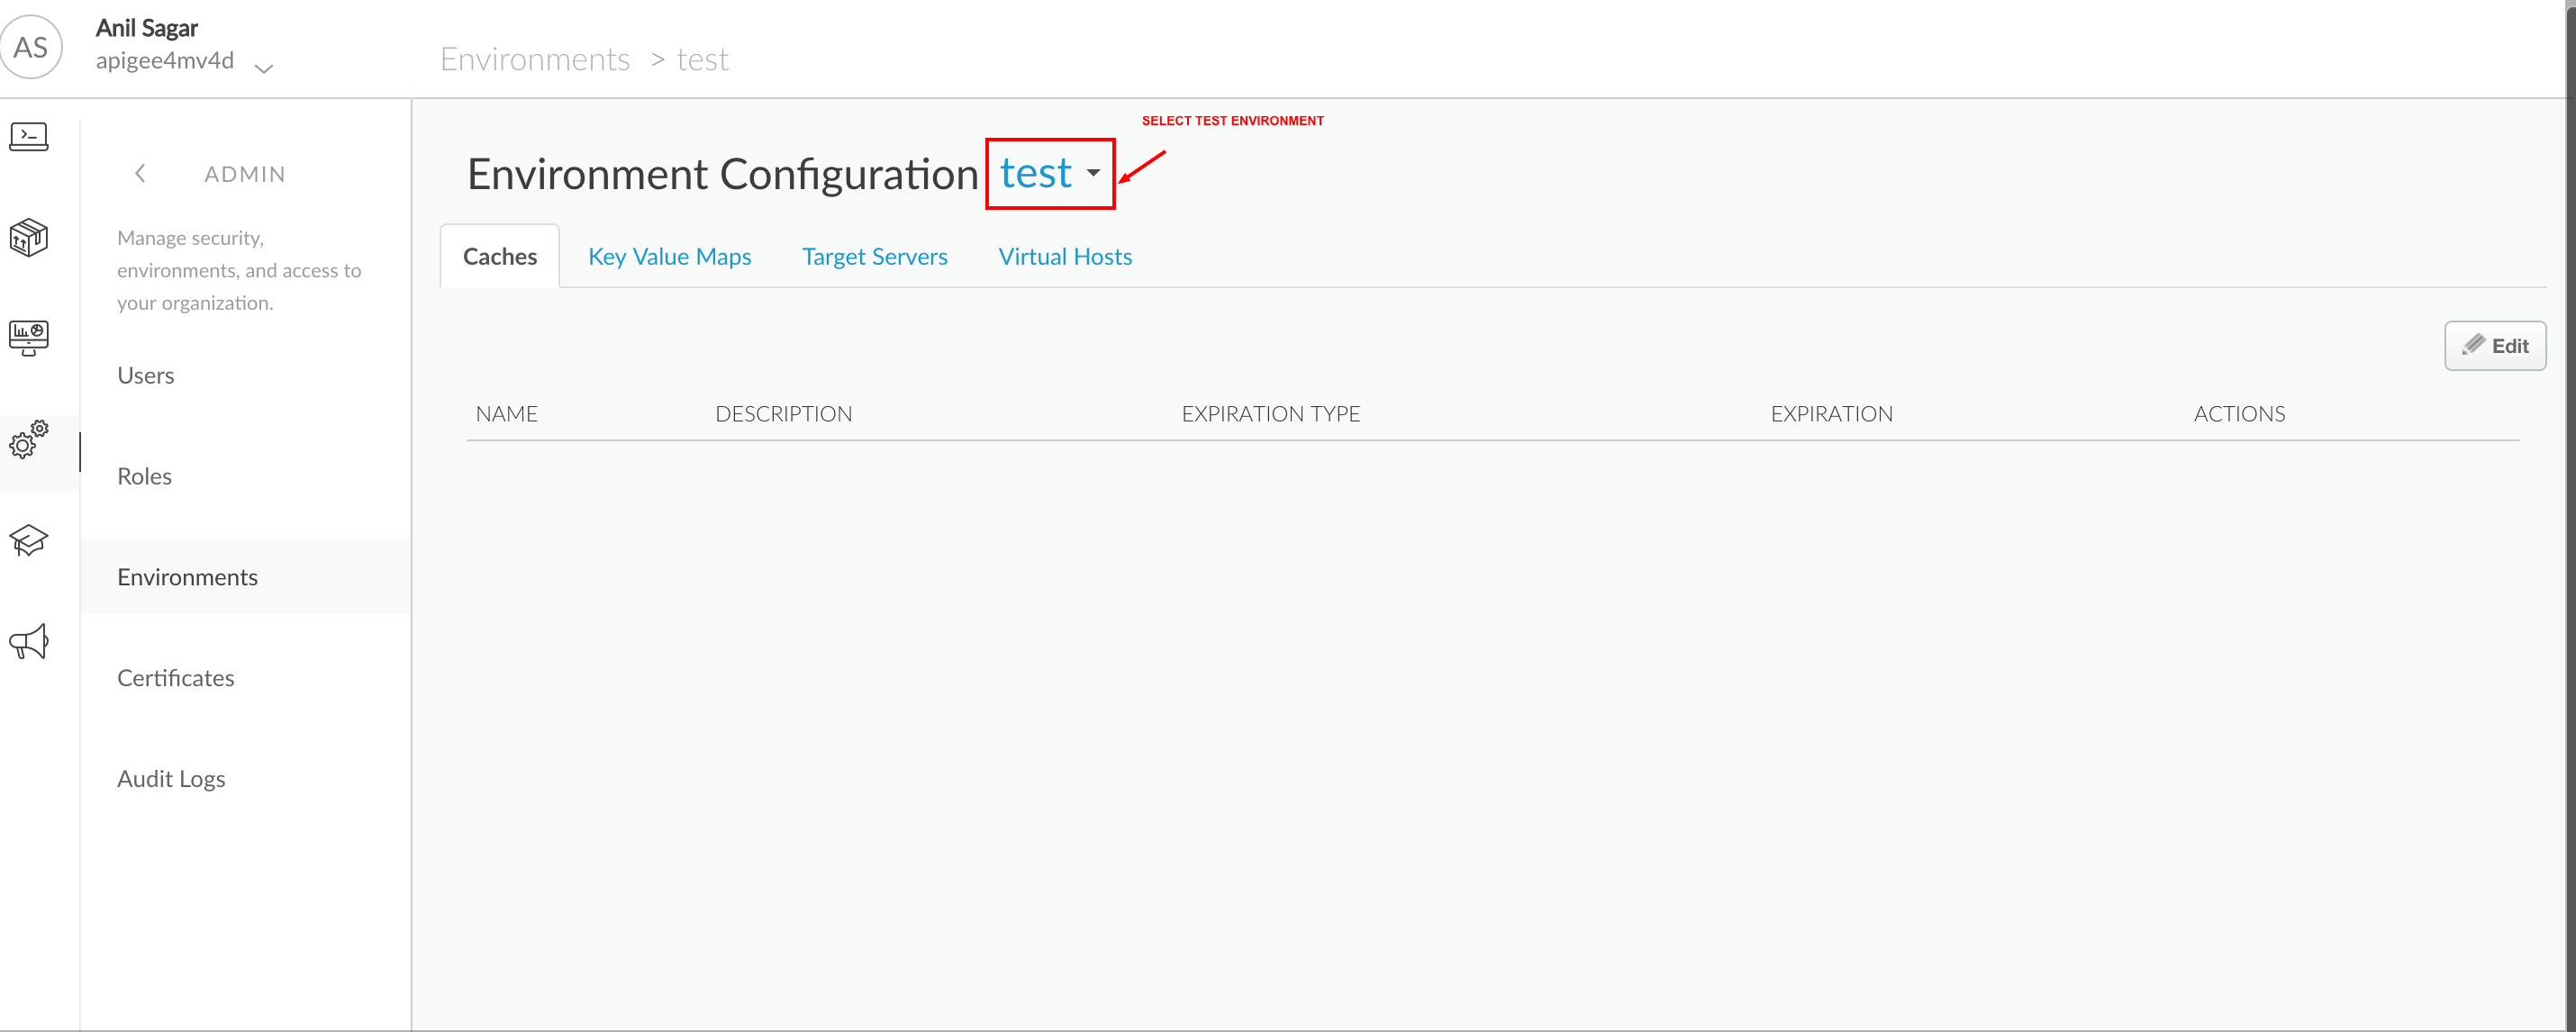 AS
Anil Sagar
apigee4mv4d
Environments > test
ADMIN
Manage security,
environments, and access to
your organization.
Users
Roles
Environments
Certificates
Audit Logs
SELECT TEST ENVIRONMENT
Environment Configuration test
Caches Key Value Maps Target Servers Virtual Hosts
Edit
NAME DESCRIPTION EXPIRATION TYPE EXPIRATION ACTIONS